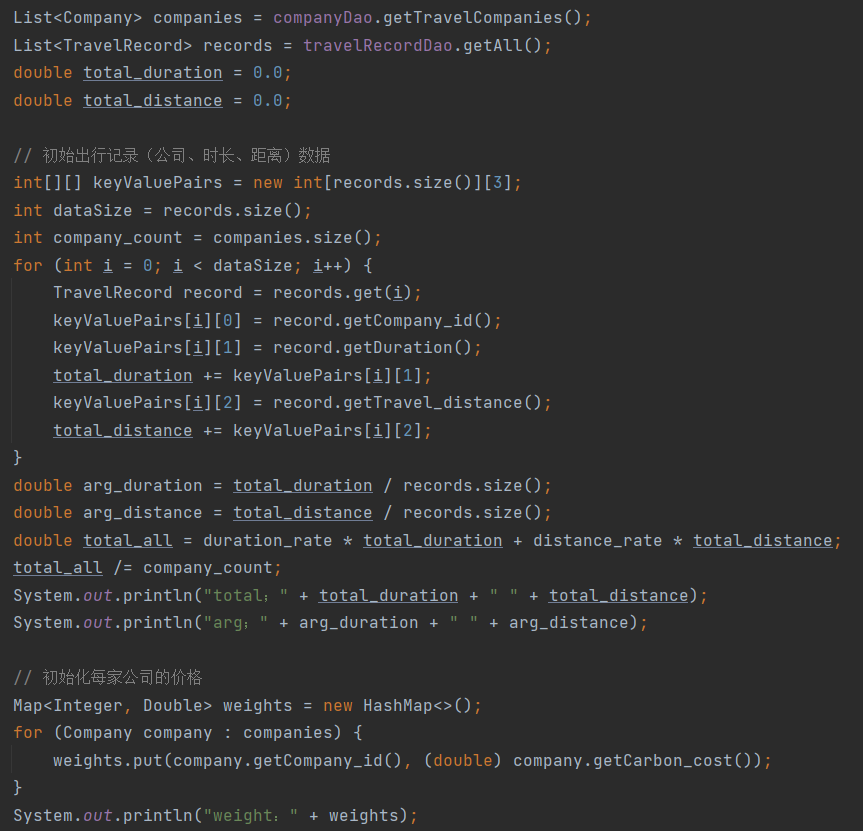 List<Company> companies = companyDao.getTravelCompanies();
List<TravelRecord> records = travelRecordDao.getAll();
double total_duration = 0.0;
double total_distance = 0.0;
// 初始出行记录（公司、时长、距离）数据
int[][] keyValuePairs = new int[records.size()][3];
int dataSize = records.size();
int company_count = companies.size();
for (int i = 0; i < dataSize; i++) {
TravelRecord record = records.get(i);
keyValuePairs[i][0] = record.getCompany_id();
keyValuePairs[i][1] = record.getDuration();
total_duration += keyValuePairs[i][1];
keyValuePairs[i][2] = record.getTravel_distance();
total_distance += keyValuePairs[i][2];
}
double arg_duration = total_duration / records.size();
double arg_distance = total_distance / records.size();
double total_all = duration_rate * total_duration + distance_rate * total_distance;
total_all /= company_count;
System.out.println("total：" + total_duration + " " + total_distance);
System.out.println("arg：" + arg_duration + " " + arg_distance);
// 初始化每家公司的价格
Map<Integer, Double> weights = new HashMap<>();
for (Company company : companies) {
weights.put(company.getCompany_id(), (double) company.getCarbon_cost());
}
System.out.println("weight：" + weights);